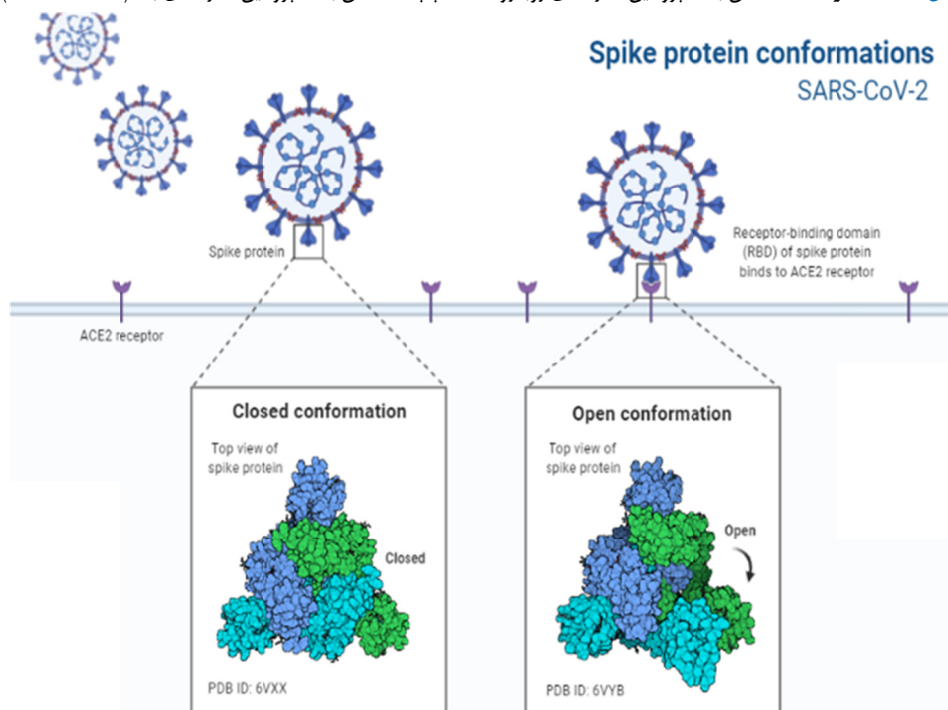 Spike protein conformations
SARS-CoV-2
Spike protein
Receptor-binding domain
(RBD) of spike protein
binds to ACE2 receptor
ACE2 receptor
Closed conformation
Top view of
spike protein
Closed
PDB ID: 6VXX
Open conformation
Top view of
spike protein
Open
PDB ID: 6VYB